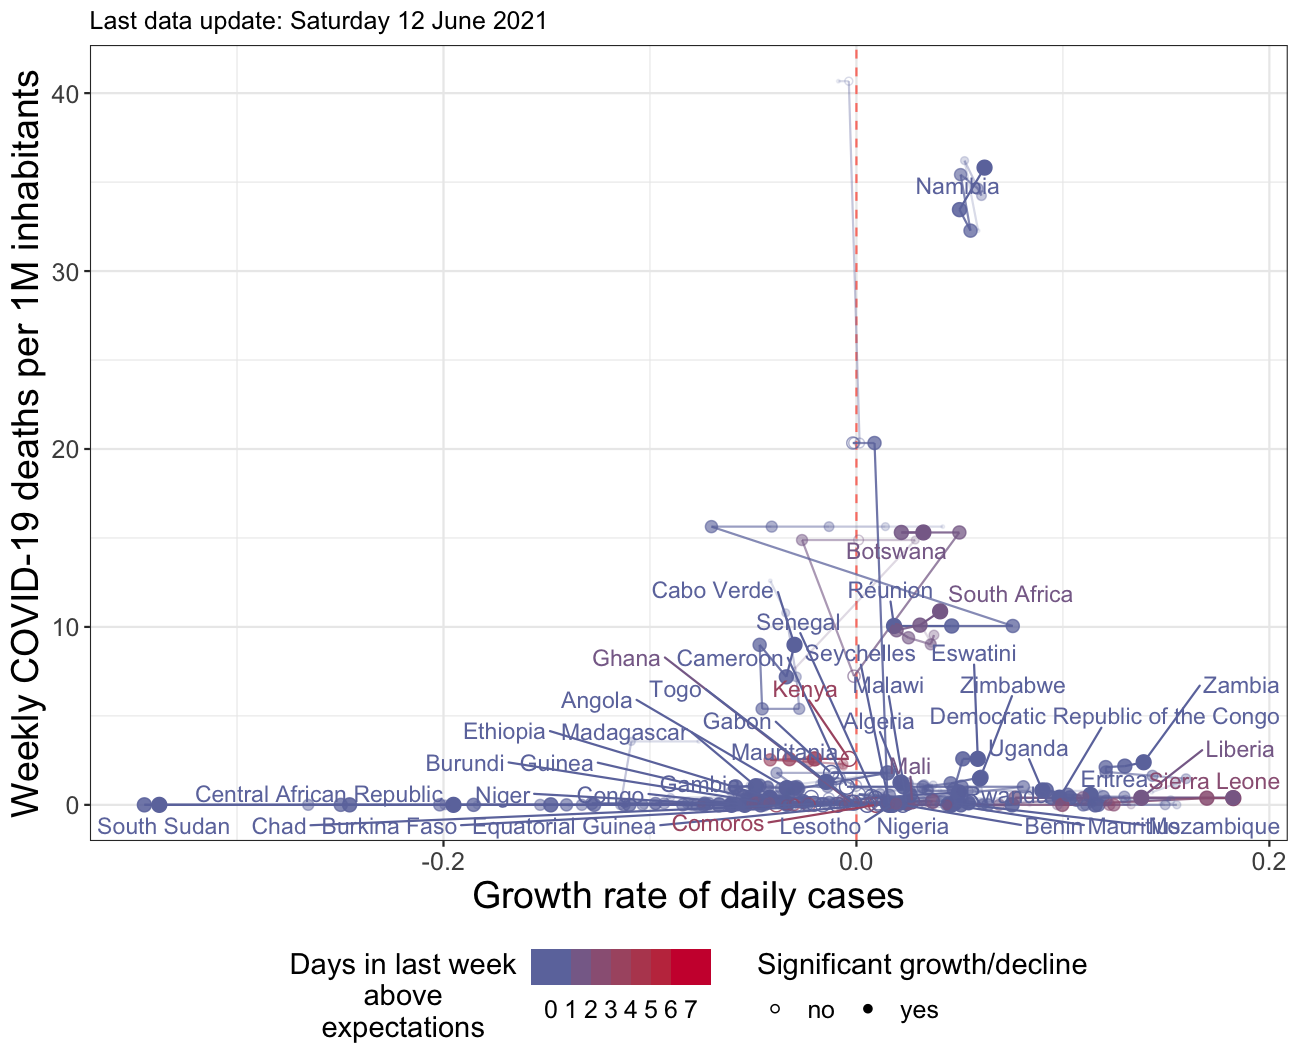 Last data update: Saturday 12 June 2021
Weekly COVID-19 deaths per 1M inhabitants
40
30
20
10
0
Namibia
Botswana
Cabo Verde
Réunion
South Africa
Senegal
Ghana
Cameroon
Seychelles
Eswatini
Togo
Kenya
Malawi
Zimbabwe
Zambia
Angola
Gabon
Algeria
Democratic Republic of the Congo
Ethiopia
Madagascar
Mauritania
Uganda
Liberia
Burundi
Guinea
Mali
Eritrea
Sierra Leone
Central African Republic
Niger
Congo
South Sudan
Chad
Burkina Faso
Equatorial Guinea
Comoros
Lesotho
Nigeria
Benin
Mauritius
Mozambique
-0.2
0.0
0.2
Growth rate of daily cases
Days in last week
above
expectations
0 1 2 3 4 5 6 7
Significant growth/decline
no
yes